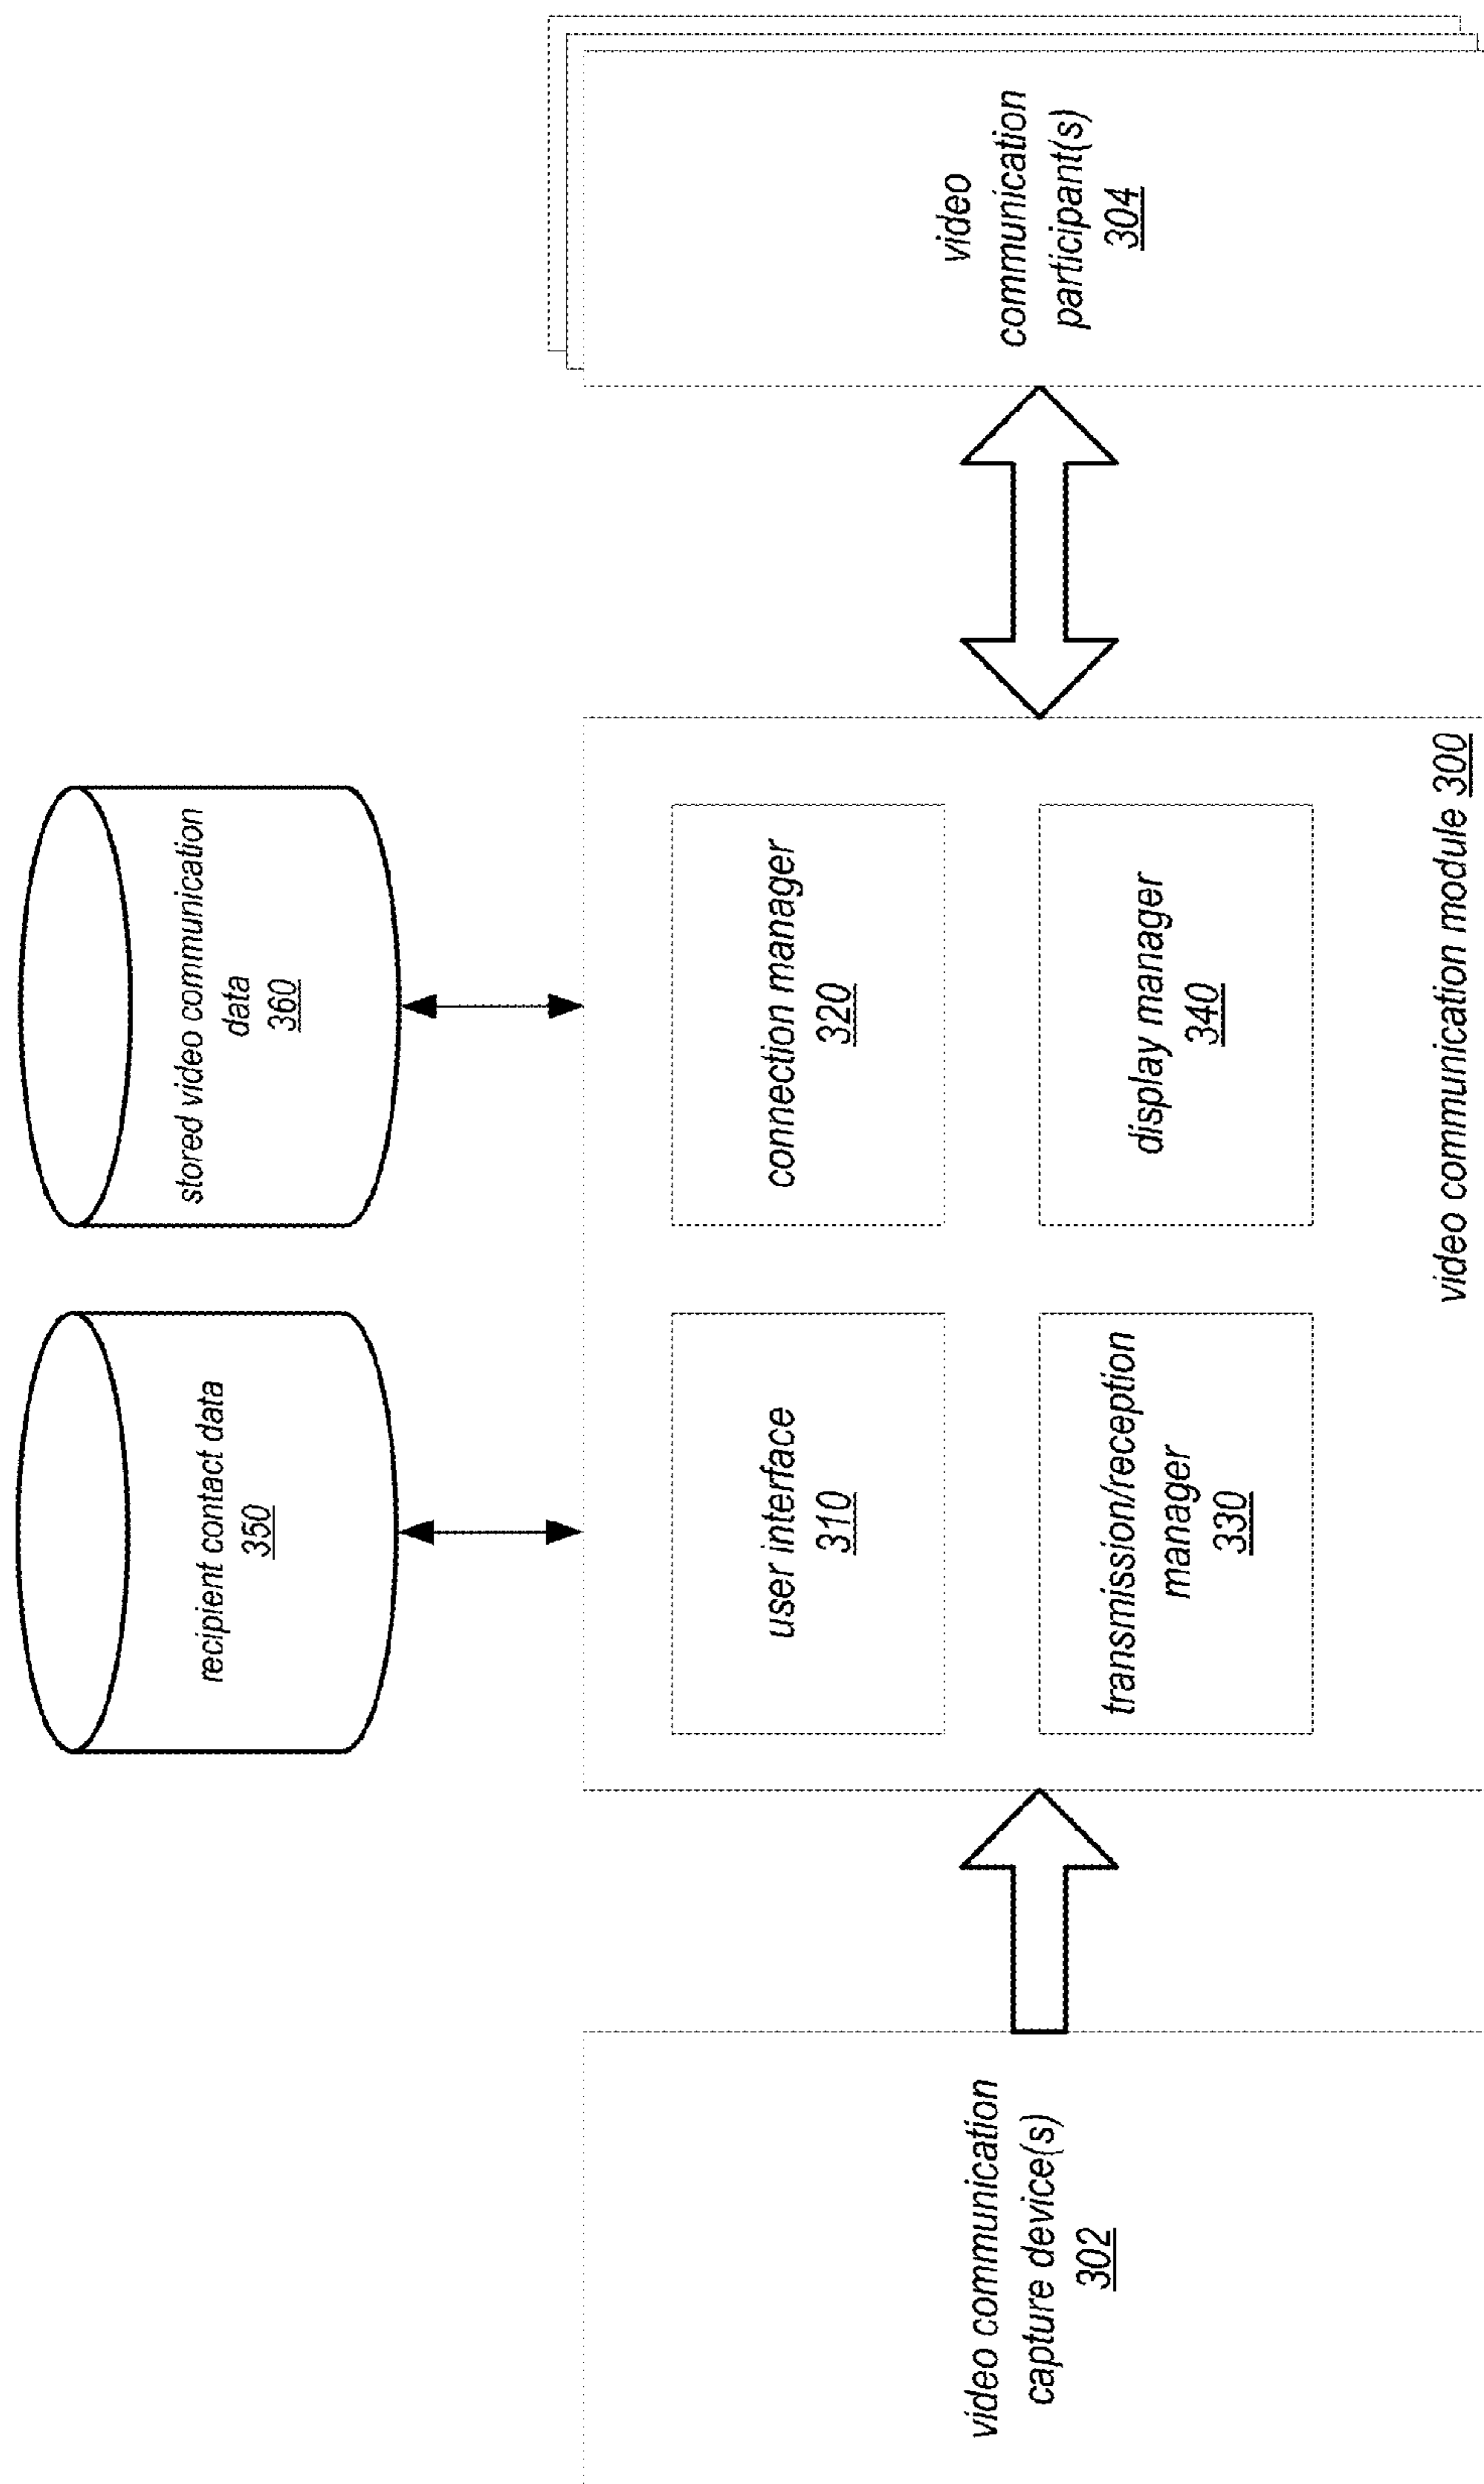 recipient contact data
350
stored video communication
data
360
video communication
capture device(s)
302
user interface
310
connection manager
320
transmission/reception
manager
330
display manager
340
video communication module 300
video
communication
participant(s)
304